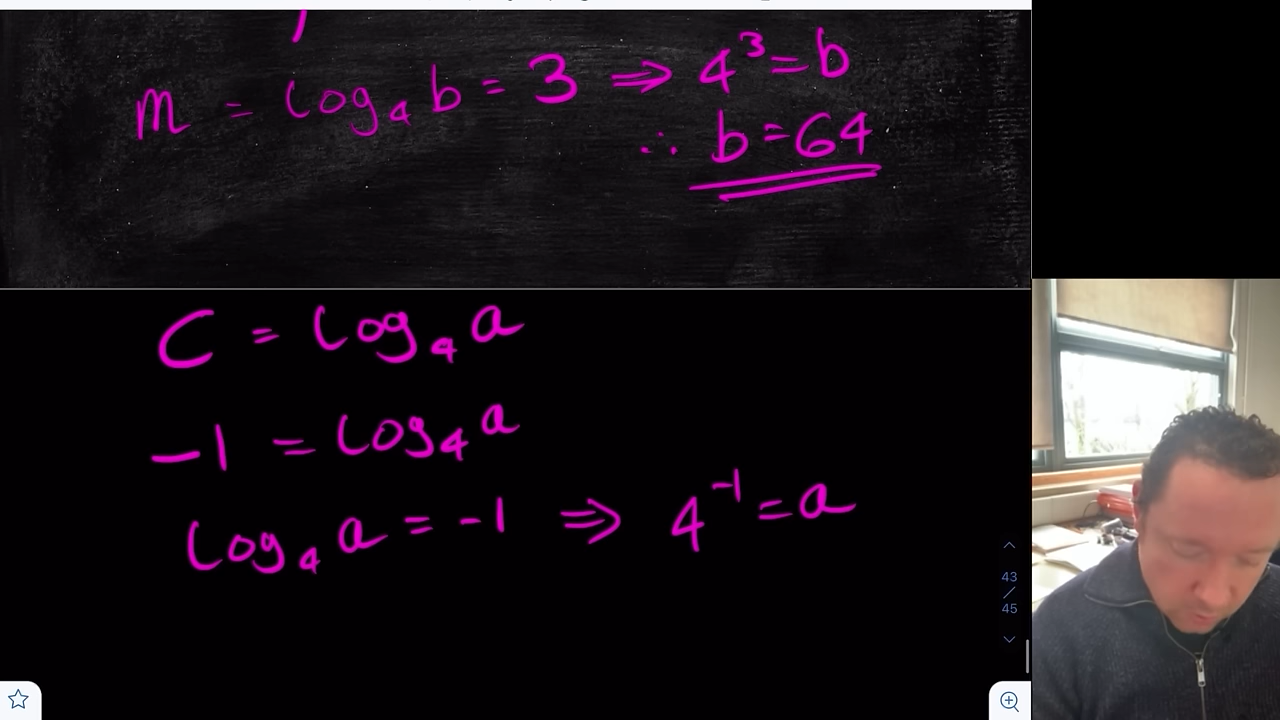 m = log₄ b = 3 ⇒ 4³ = b
∴ b = 64
C = log₄ a
-1 = log₄ a
log₄ a = -1 ⇒ 4⁻¹ = a
43
/
45